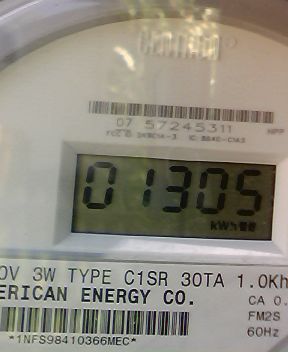 07 57245311
HPP
01305
kWh
0V 3W TYPE C1SR 30TA 1.0Kh
ERICAN ENERGY CO.
CA 0.
FM2S
60Hz
*1NFS98410366MEC*